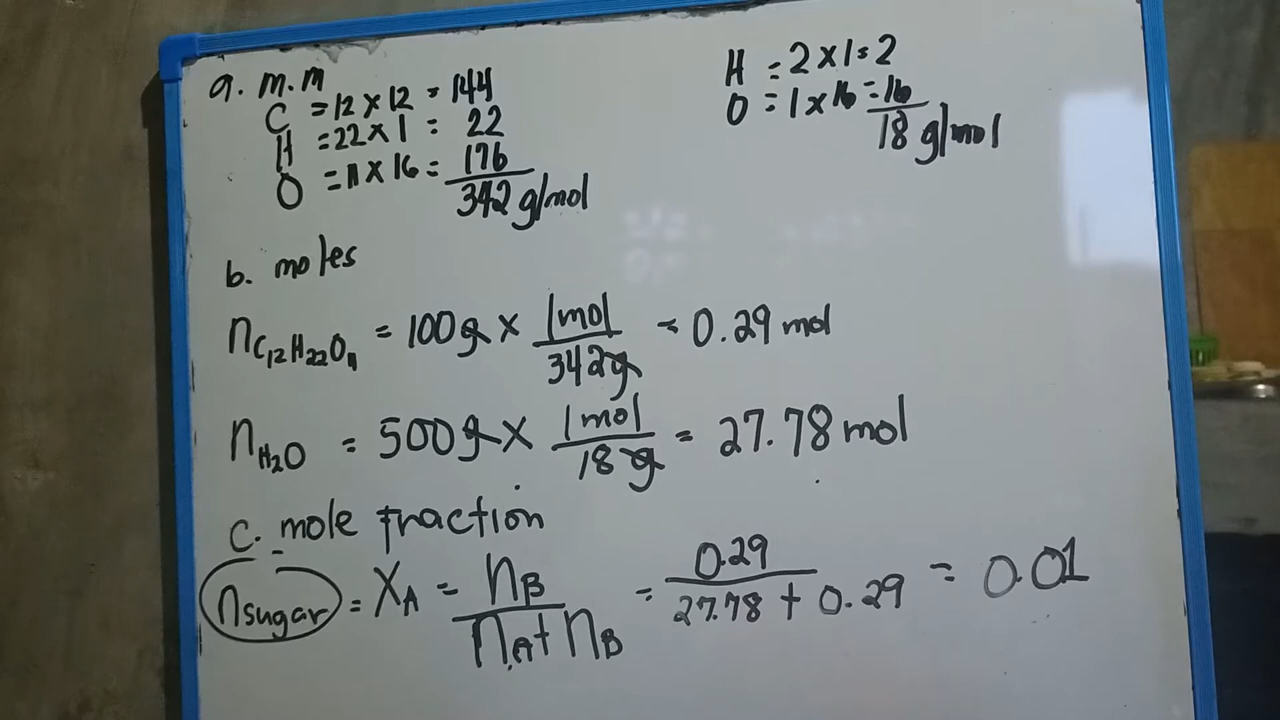 a. m.m
C = 12 x 12 = 144
H = 22 x 1 = 22
O = 11 x 16 = 176
342 g/mol
H = 2 x 1 = 2
O = 1 x 16 = 16
18 g/mol
b. moles
nC12H22O11 = 100g x 1mol/342g = 0.29 mol
nH2O = 500g x 1mol/18g = 27.78 mol
c. mole fraction
nsugar = XA = nB/nA + nB = 0.29/27.78 + 0.29 = 0.01